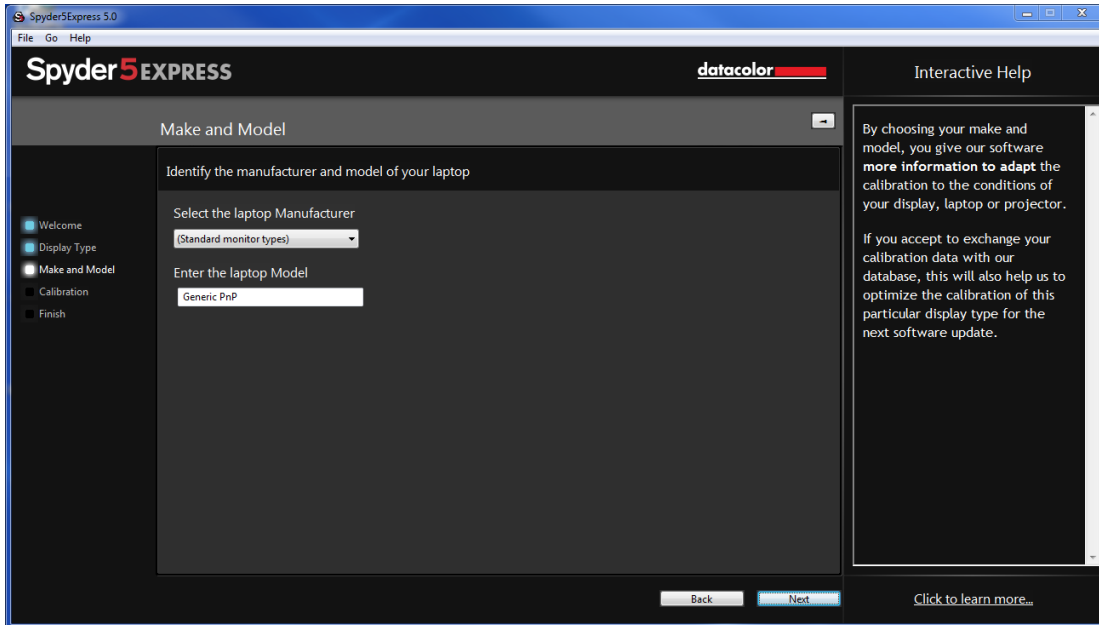 Spyder5Express 5.0
File Go Help
Spyder5EXPRESS
datacolor
Interactive Help
Make and Model
Identify the manufacturer and model of your laptop
Select the laptop Manufacturer
(Standard monitor types)
Enter the laptop Model
Generic PnP
Welcome
Display Type
Make and Model
Calibration
Finish
By choosing your make and
model, you give our software
more information to adapt the
calibration to the conditions of
your display, laptop or projector.
If you accept to exchange your
calibration data with our
database, this will also help us to
optimize the calibration of this
particular display type for the
next software update.
Back
Next
Click to learn more...